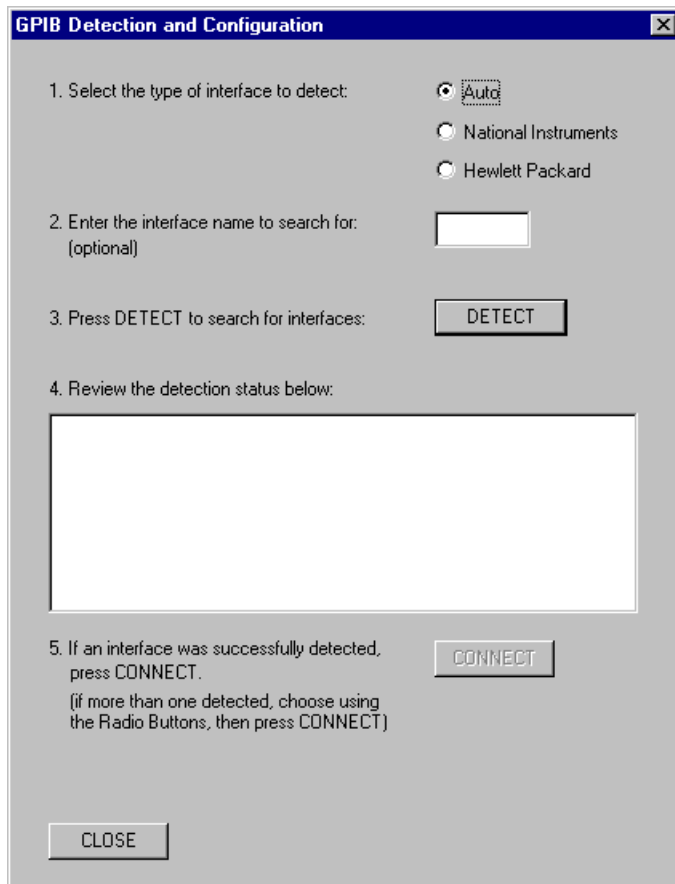 GPIB Detection and Configuration
1. Select the type of interface to detect:
Auto
National Instruments
Hewlett Packard
2. Enter the interface name to search for:
(optional)
3. Press DETECT to search for interfaces:
DETECT
4. Review the detection status below:
5. If an interface was successfully detected,
press CONNECT.
CONNECT
(if more than one detected, choose using
the Radio Buttons, then press CONNECT)
CLOSE